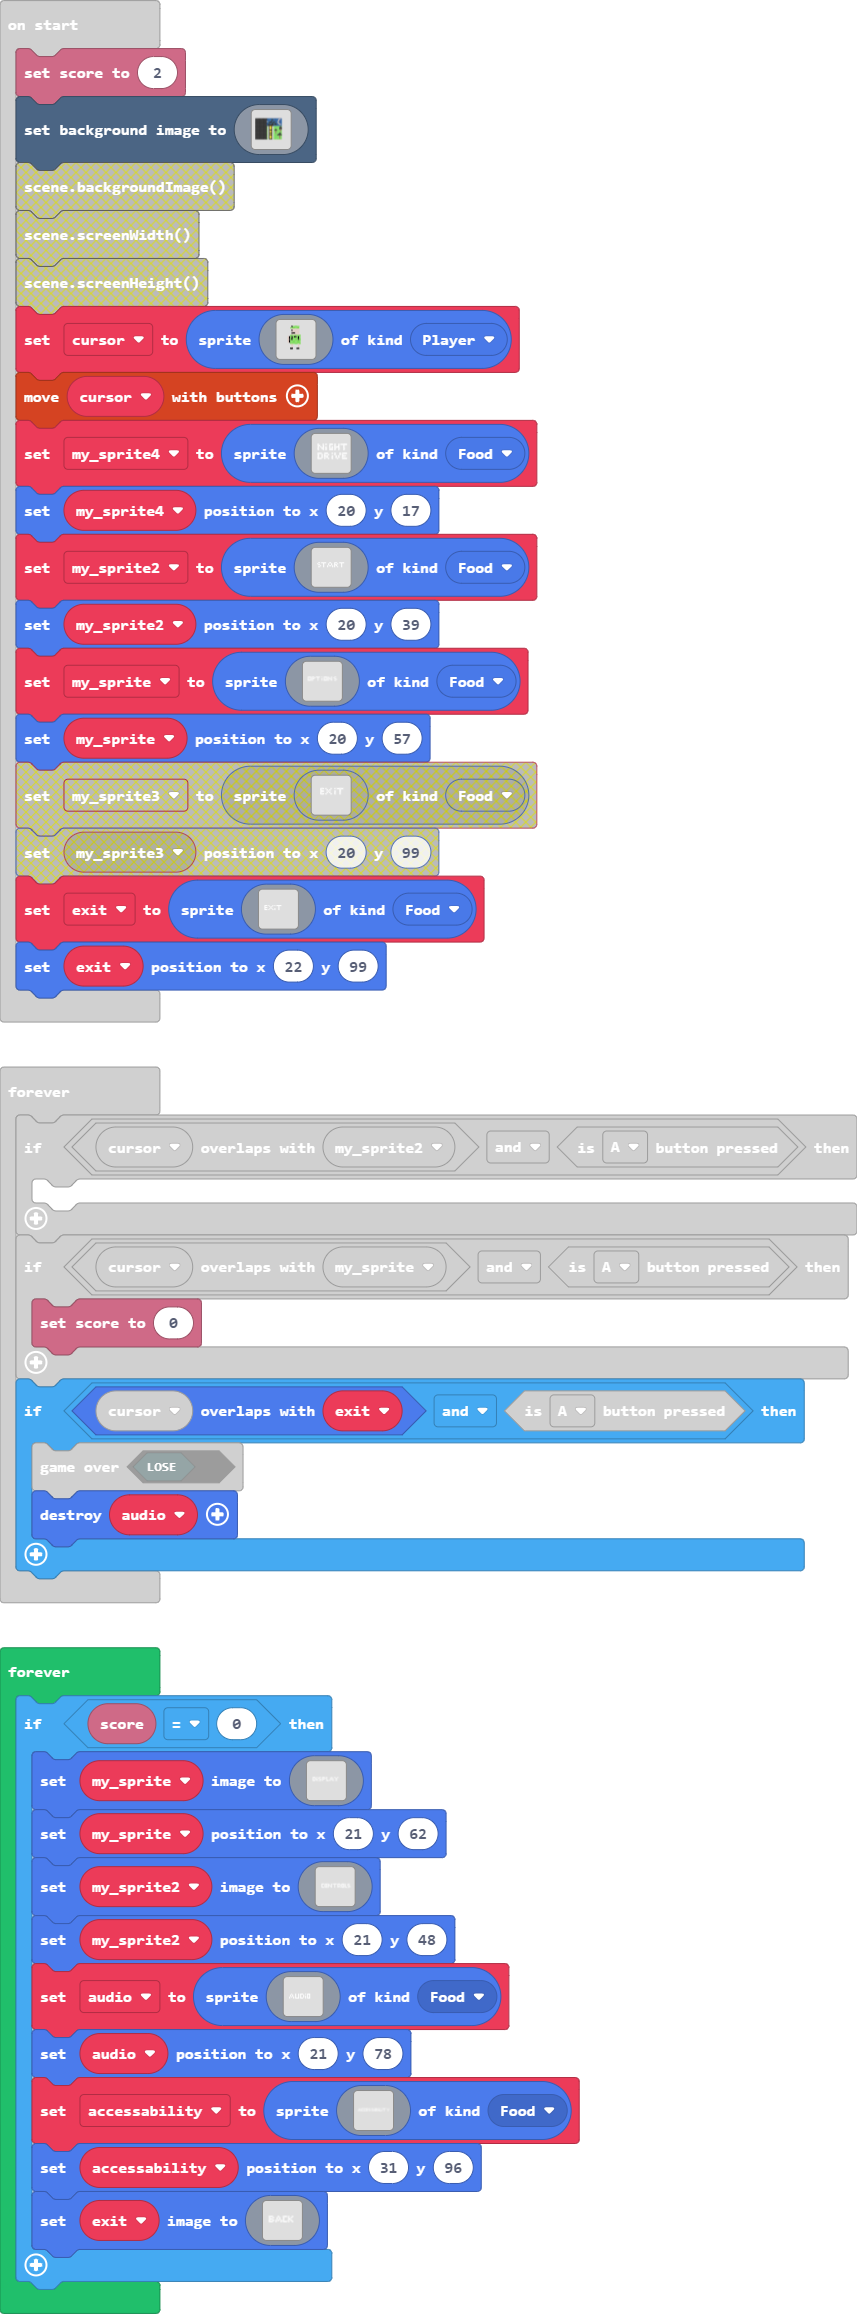 on start
set score to 2
set background image to
scene.backgroundImage()
scene.screenWidth()
scene.screenHeight()
set cursor to sprite of kind Player
move cursor with buttons
set my_sprite4 to sprite NIGHT DRIVE of kind Food
set my_sprite4 position to x 20 y 17
set my_sprite2 to sprite START of kind Food
set my_sprite2 position to x 20 y 39
set my_sprite to sprite OPTIONS of kind Food
set my_sprite position to x 20 y 57
set my_sprite3 to sprite EXIT of kind Food
set my_sprite3 position to x 20 y 99
set exit to sprite EXIT of kind Food
set exit position to x 22 y 99
forever
if cursor overlaps with my_sprite2 and is A button pressed then
if cursor overlaps with my_sprite and is A button pressed then
set score to 0
if cursor overlaps with exit and is A button pressed then
game over LOSE
destroy audio
forever
if score = 0 then
set my_sprite image to
set my_sprite position to x 21 y 62
set my_sprite2 image to
set my_sprite2 position to x 21 y 48
set audio to sprite AUDIO of kind Food
set audio position to x 21 y 78
set accessability to sprite of kind Food
set accessability position to x 31 y 96
set exit image to BACK